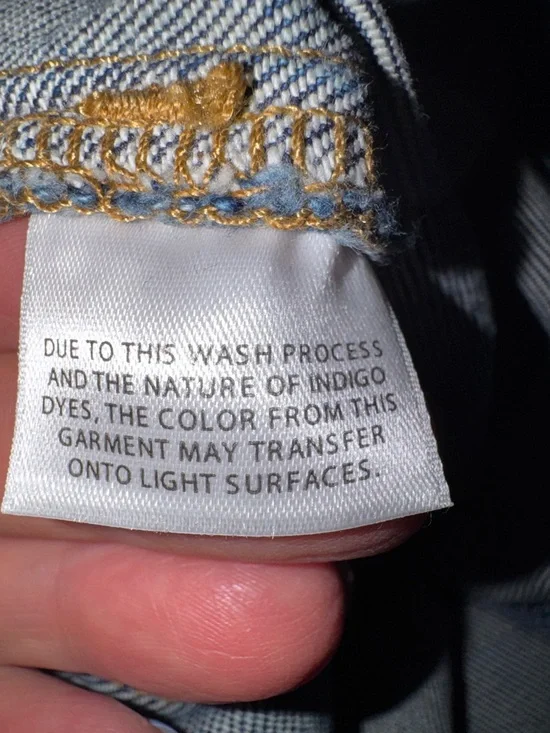 DUE TO THIS WASH PROCESS
AND THE NATURE OF INDIGO
DYES, THE COLOR FROM THIS
GARMENT MAY TRANSFER
ONTO LIGHT SURFACES.